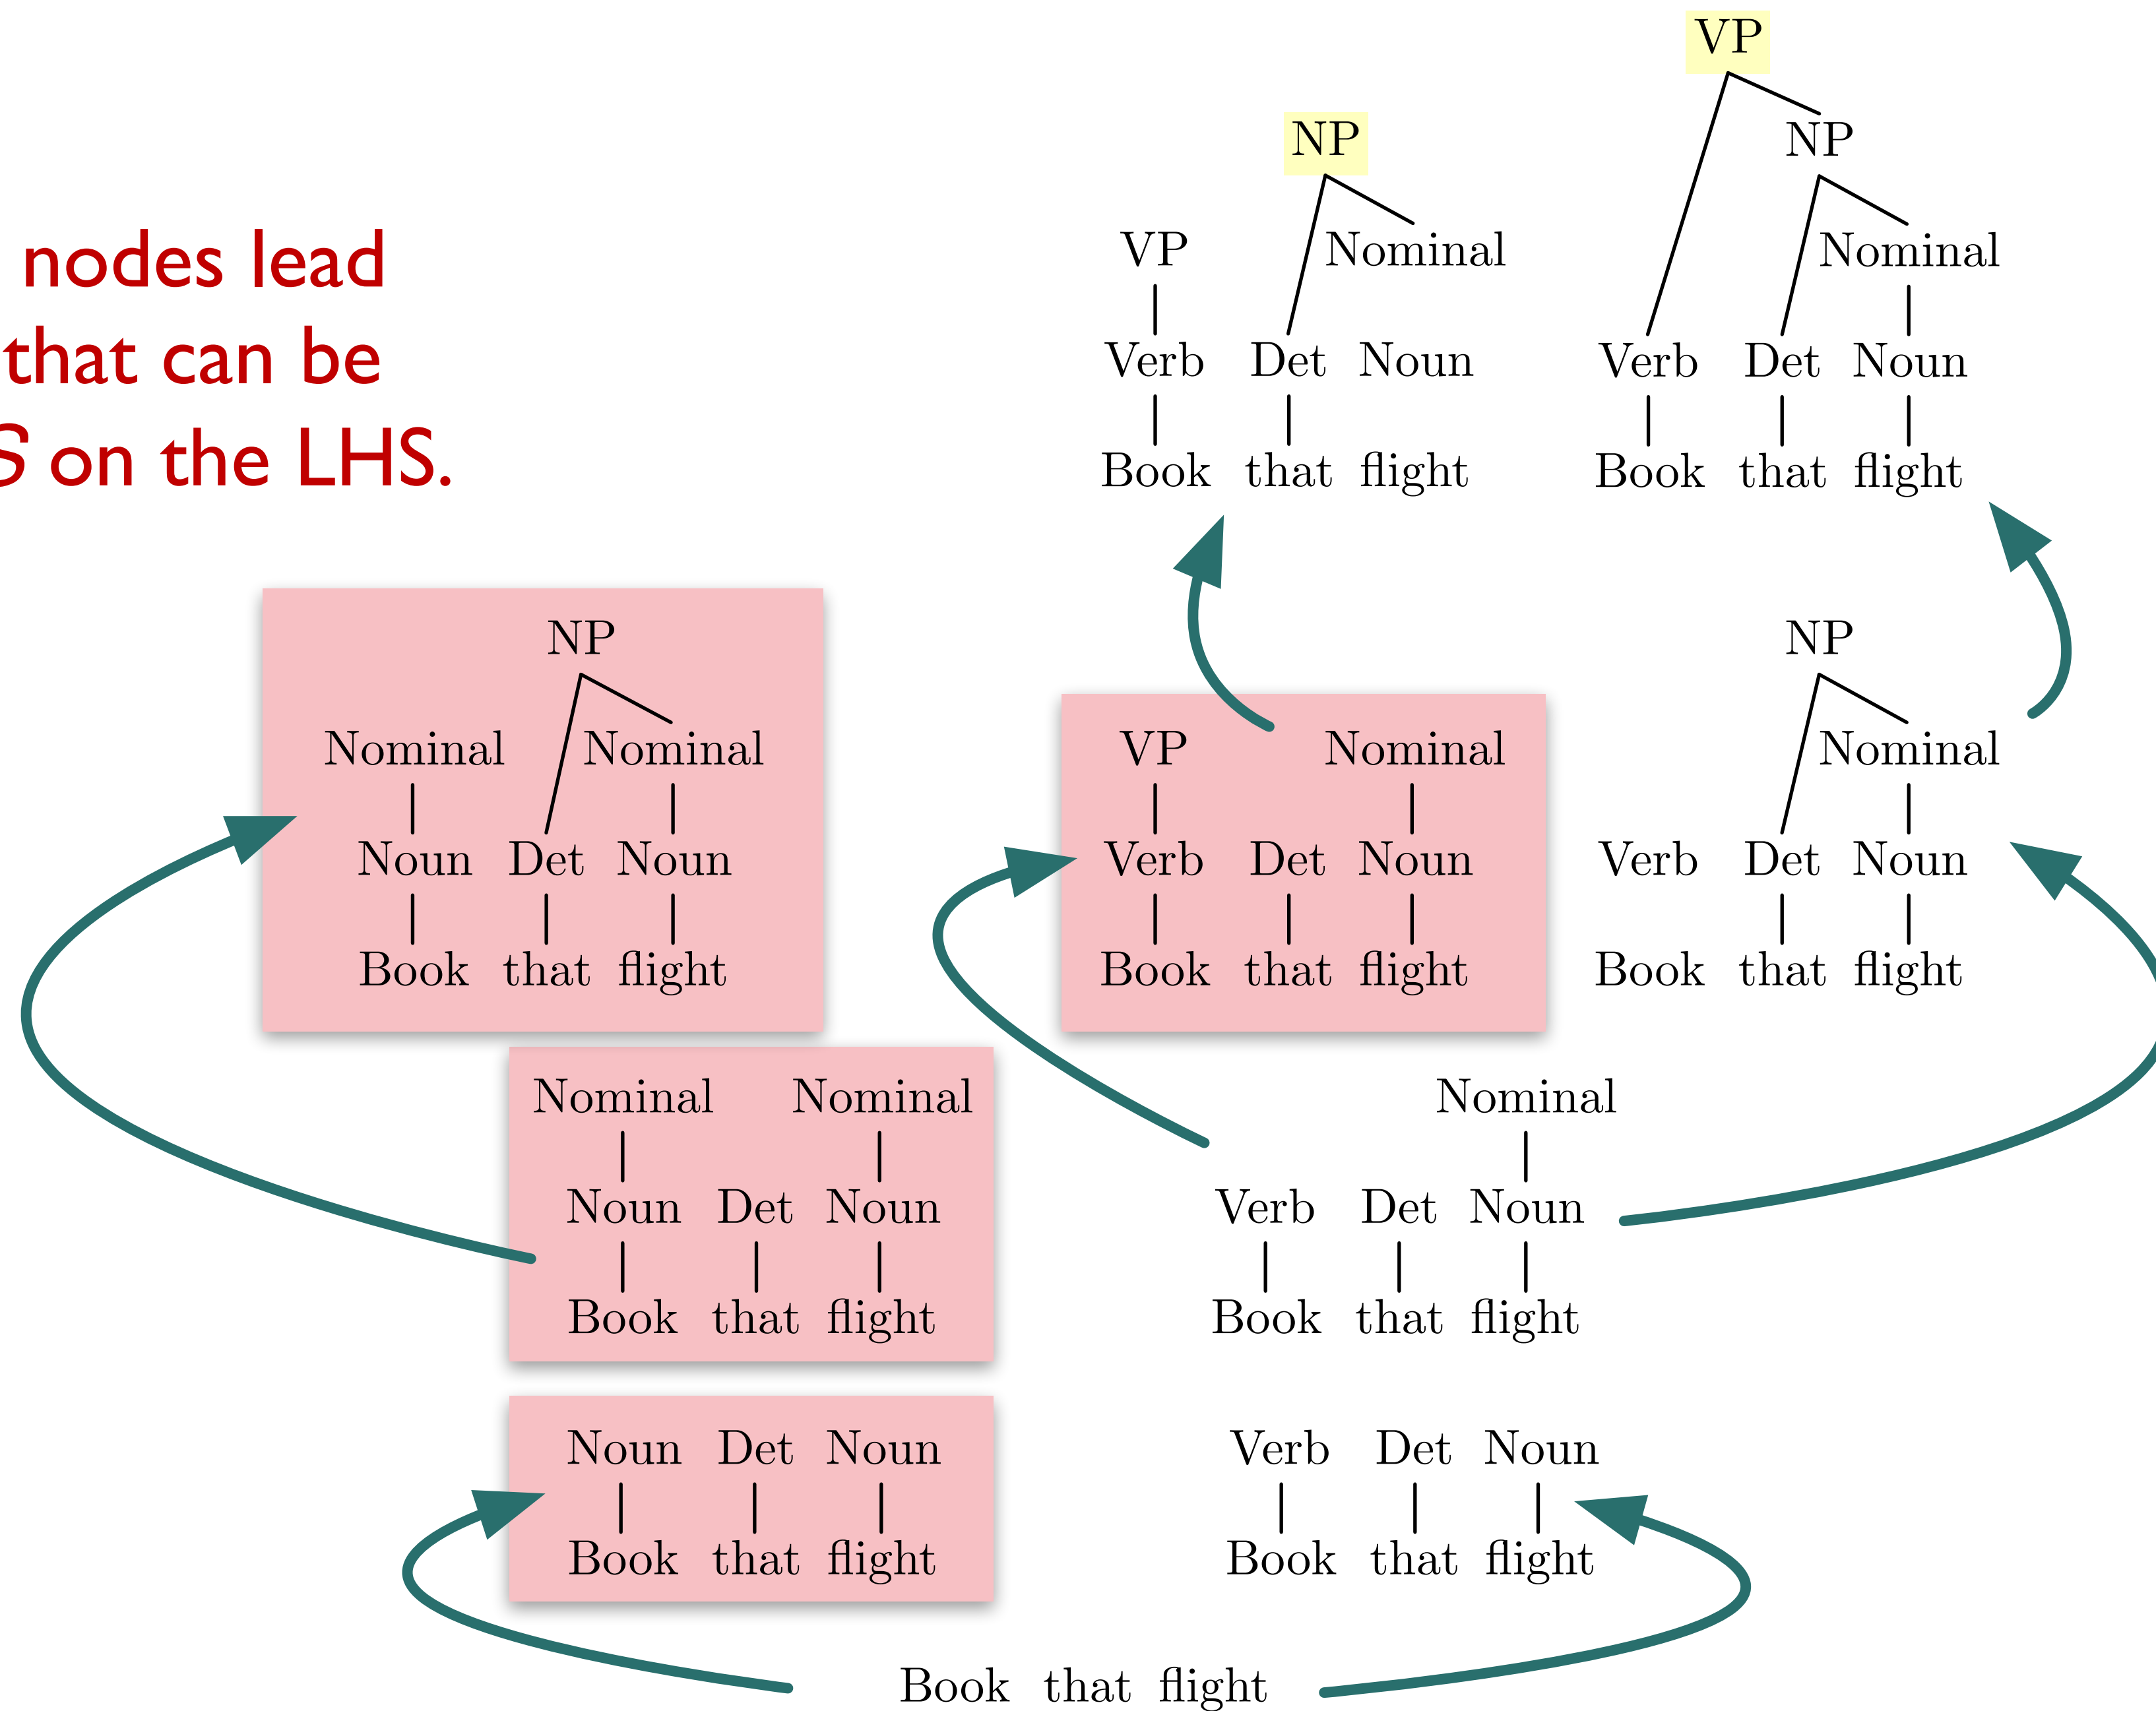 VP
NP
NP
nodes lead
VP
Nominal
Nominal
that can be
Verb Det Noun
Verb Det Noun
S on the LHS.
Book that flight
Book that flight
NP
NP
Nominal Nominal
VP Nominal
Nominal
Noun Det Noun
Verb Det Noun
Verb Det Noun
Book that flight
Book that flight
Book that flight
Nominal Nominal
Nominal
Noun Det Noun
Verb Det Noun
Book that flight
Book that flight
Noun Det Noun
Verb Det Noun
Book that flight
Book that flight
Book that flight